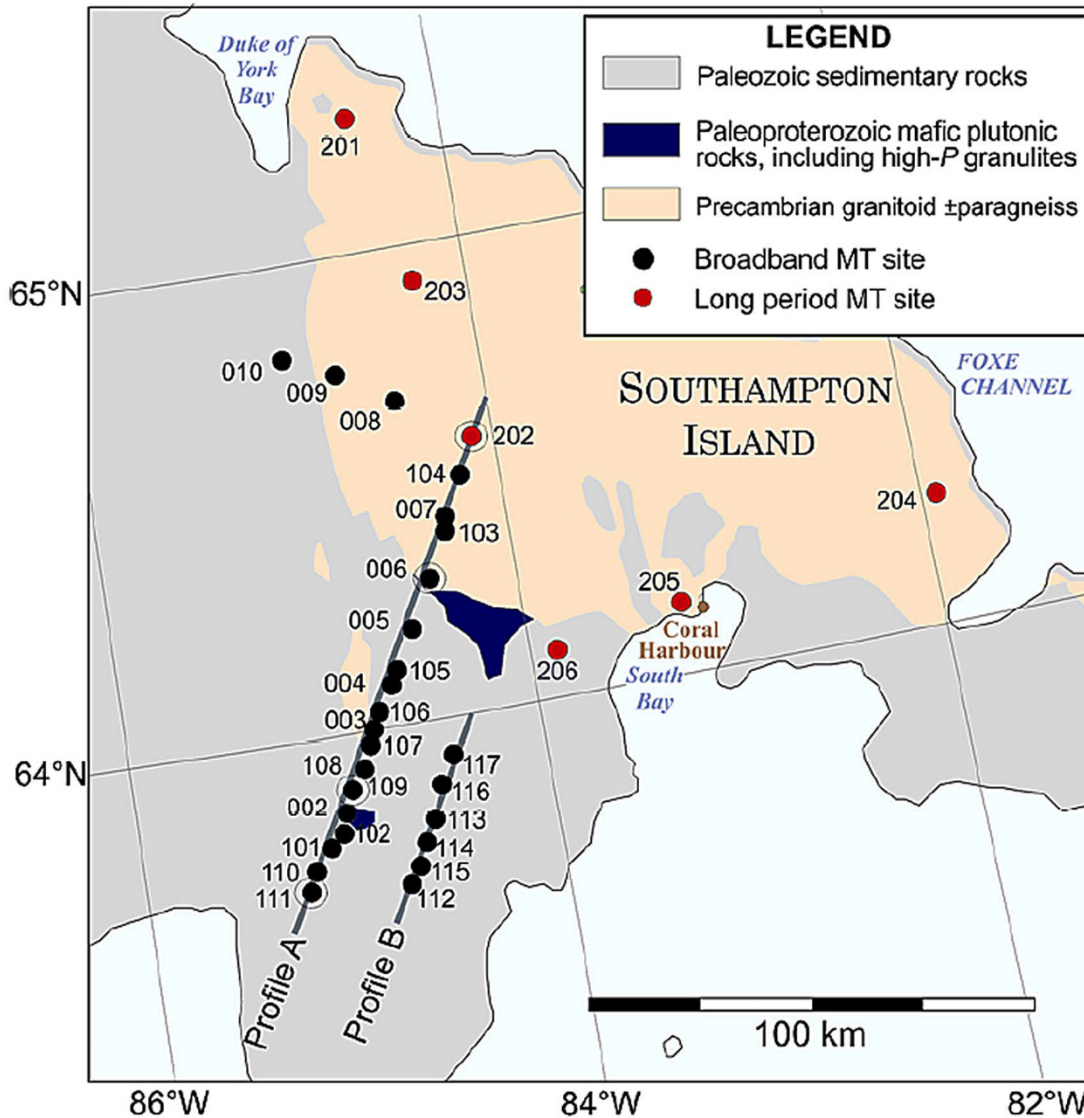 Duke of
York
Bay
LEGEND
Paleozoic sedimentary rocks
Paleoproterozoic mafic plutonic
rocks, including high-P granulites
Precambrian granitoid ±paragneiss
Broadband MT site
Long period MT site
201
65°N
203
010
009
008
SOUTHAMPTON
ISLAND
FOXE
CHANNEL
202
104
204
007
103
006
205
005
Coral
Harbour
206
South
Bay
105
004
106
003
107
117
64°N
108
109
116
002
113
102
101
114
110
115
111
112
Profile A
Profile B
100 km
86°W
84°W
82°W